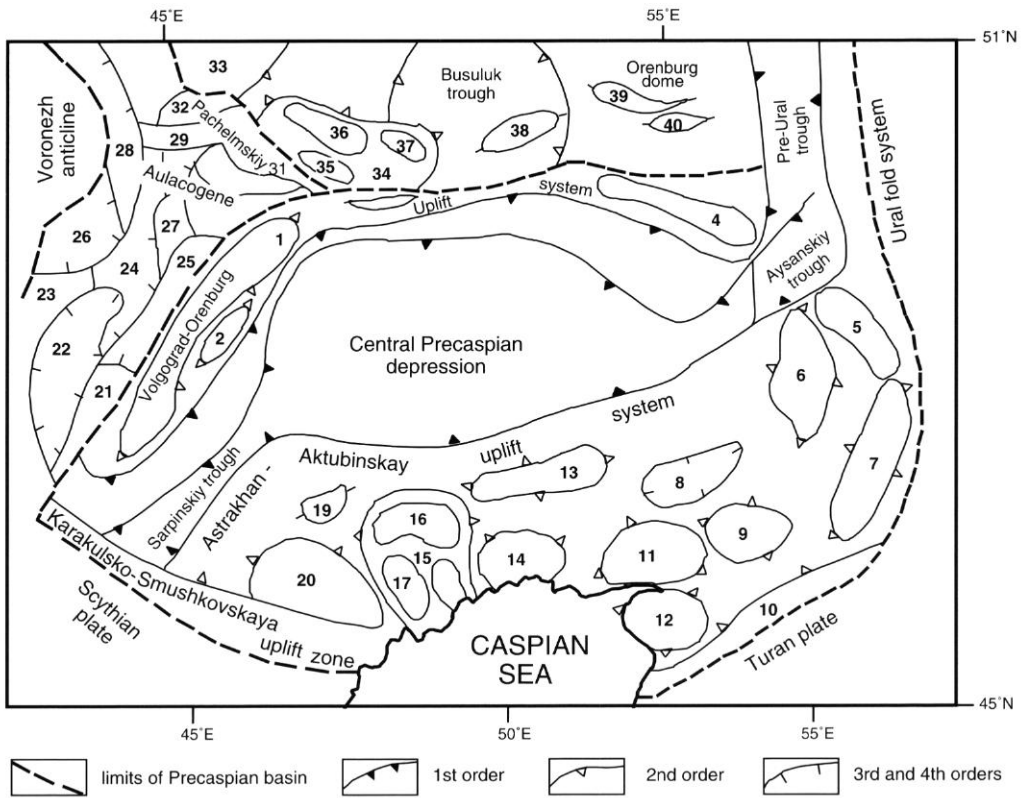 45°E
55°E
51°N
33
Busuluk
trough
Orenburg
dome
39
32
Pachelmskiy
36
38
40
Voronezh
anticline
28
29
37
Pre-Ural
trough
Ural fold system
31
35
34
Aulacogene
Uplift
system
4
27
26
1
25
24
Aysanskiy
trough
23
Volgograd-Orenburg
2
5
22
Central Precaspian
depression
6
21
system
7
Aktubinskay
uplift
13
8
Sarpinskiy trough
Astrakhan -
19
16
9
15
14
11
Karakulsko-Smushkovskaya
20
17
10
Scythian
plate
uplift zone
CASPIAN
SEA
12
Turan plate
45°N
45°E
50°E
55°E
limits of Precaspian basin
1st order
2nd order
3rd and 4th orders